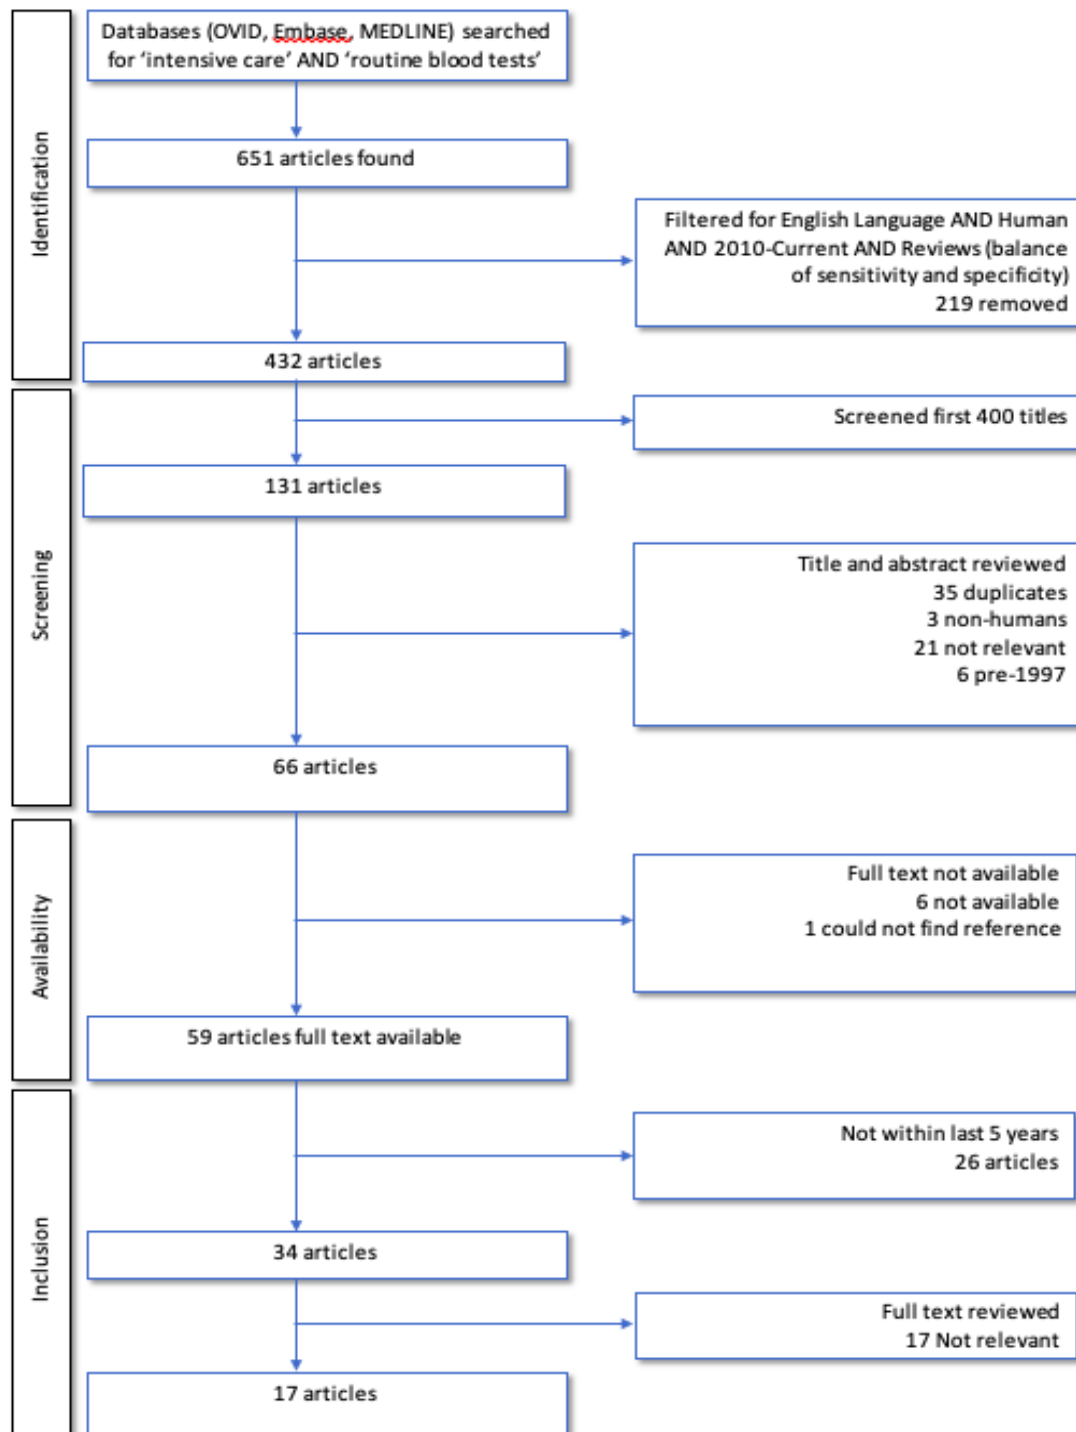 Identification
Databases (OVID, Embase, MEDLINE) searched
for ‘intensive care’ AND ‘routine blood tests’
651 articles found
Filtered for English Language AND Human
AND 2010-Current AND Reviews (balance
of sensitivity and specificity)
219 removed
432 articles
Screening
Screened first 400 titles
131 articles
Title and abstract reviewed
35 duplicates
3 non-humans
21 not relevant
6 pre-1997
66 articles
Availability
Full text not available
6 not available
1 could not find reference
59 articles full text available
Inclusion
Not within last 5 years
26 articles
34 articles
Full text reviewed
17 Not relevant
17 articles